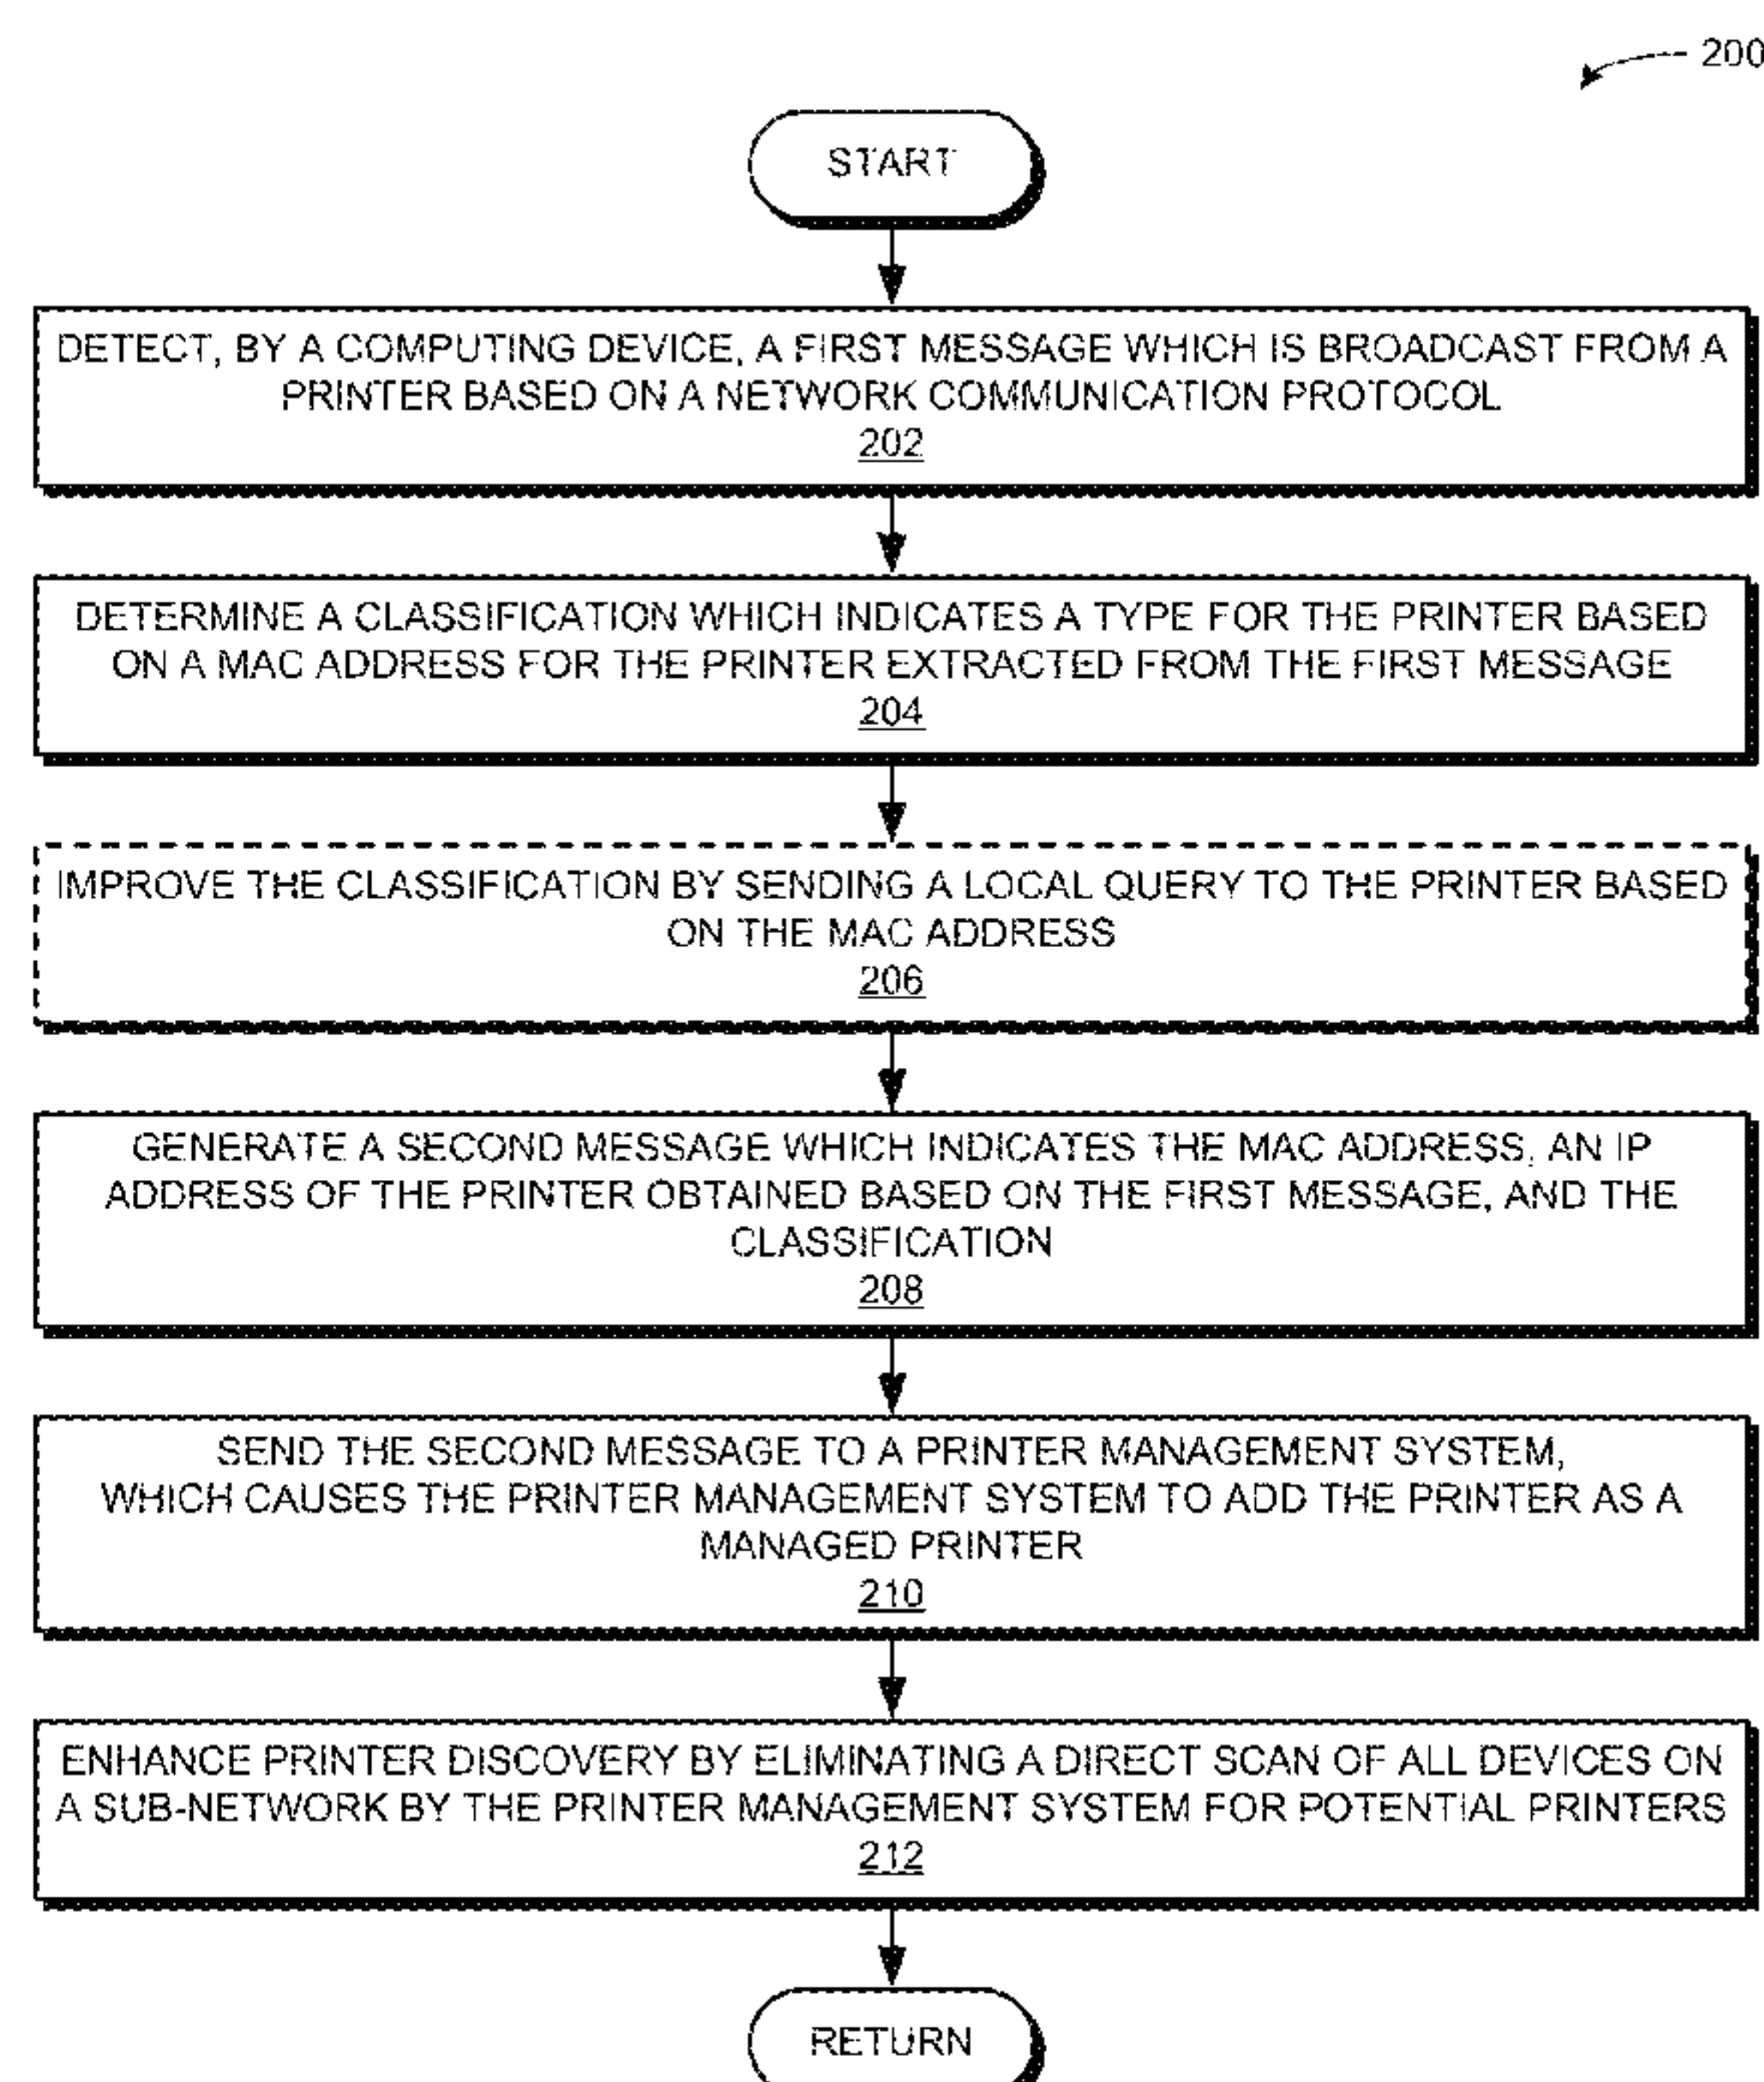 200
START
DETECT, BY A COMPUTING DEVICE, A FIRST MESSAGE WHICH IS BROADCAST FROM A
PRINTER BASED ON A NETWORK COMMUNICATION PROTOCOL
202
DETERMINE A CLASSIFICATION WHICH INDICATES A TYPE FOR THE PRINTER BASED
ON A MAC ADDRESS FOR THE PRINTER EXTRACTED FROM THE FIRST MESSAGE
204
IMPROVE THE CLASSIFICATION BY SENDING A LOCAL QUERY TO THE PRINTER BASED
ON THE MAC ADDRESS
206
GENERATE A SECOND MESSAGE WHICH INDICATES THE MAC ADDRESS, AN IP
ADDRESS OF THE PRINTER OBTAINED BASED ON THE FIRST MESSAGE, AND THE
CLASSIFICATION
208
SEND THE SECOND MESSAGE TO A PRINTER MANAGEMENT SYSTEM,
WHICH CAUSES THE PRINTER MANAGEMENT SYSTEM TO ADD THE PRINTER AS A
MANAGED PRINTER
210
ENHANCE PRINTER DISCOVERY BY ELIMINATING A DIRECT SCAN OF ALL DEVICES ON
A SUB-NETWORK BY THE PRINTER MANAGEMENT SYSTEM FOR POTENTIAL PRINTERS
212
RETURN